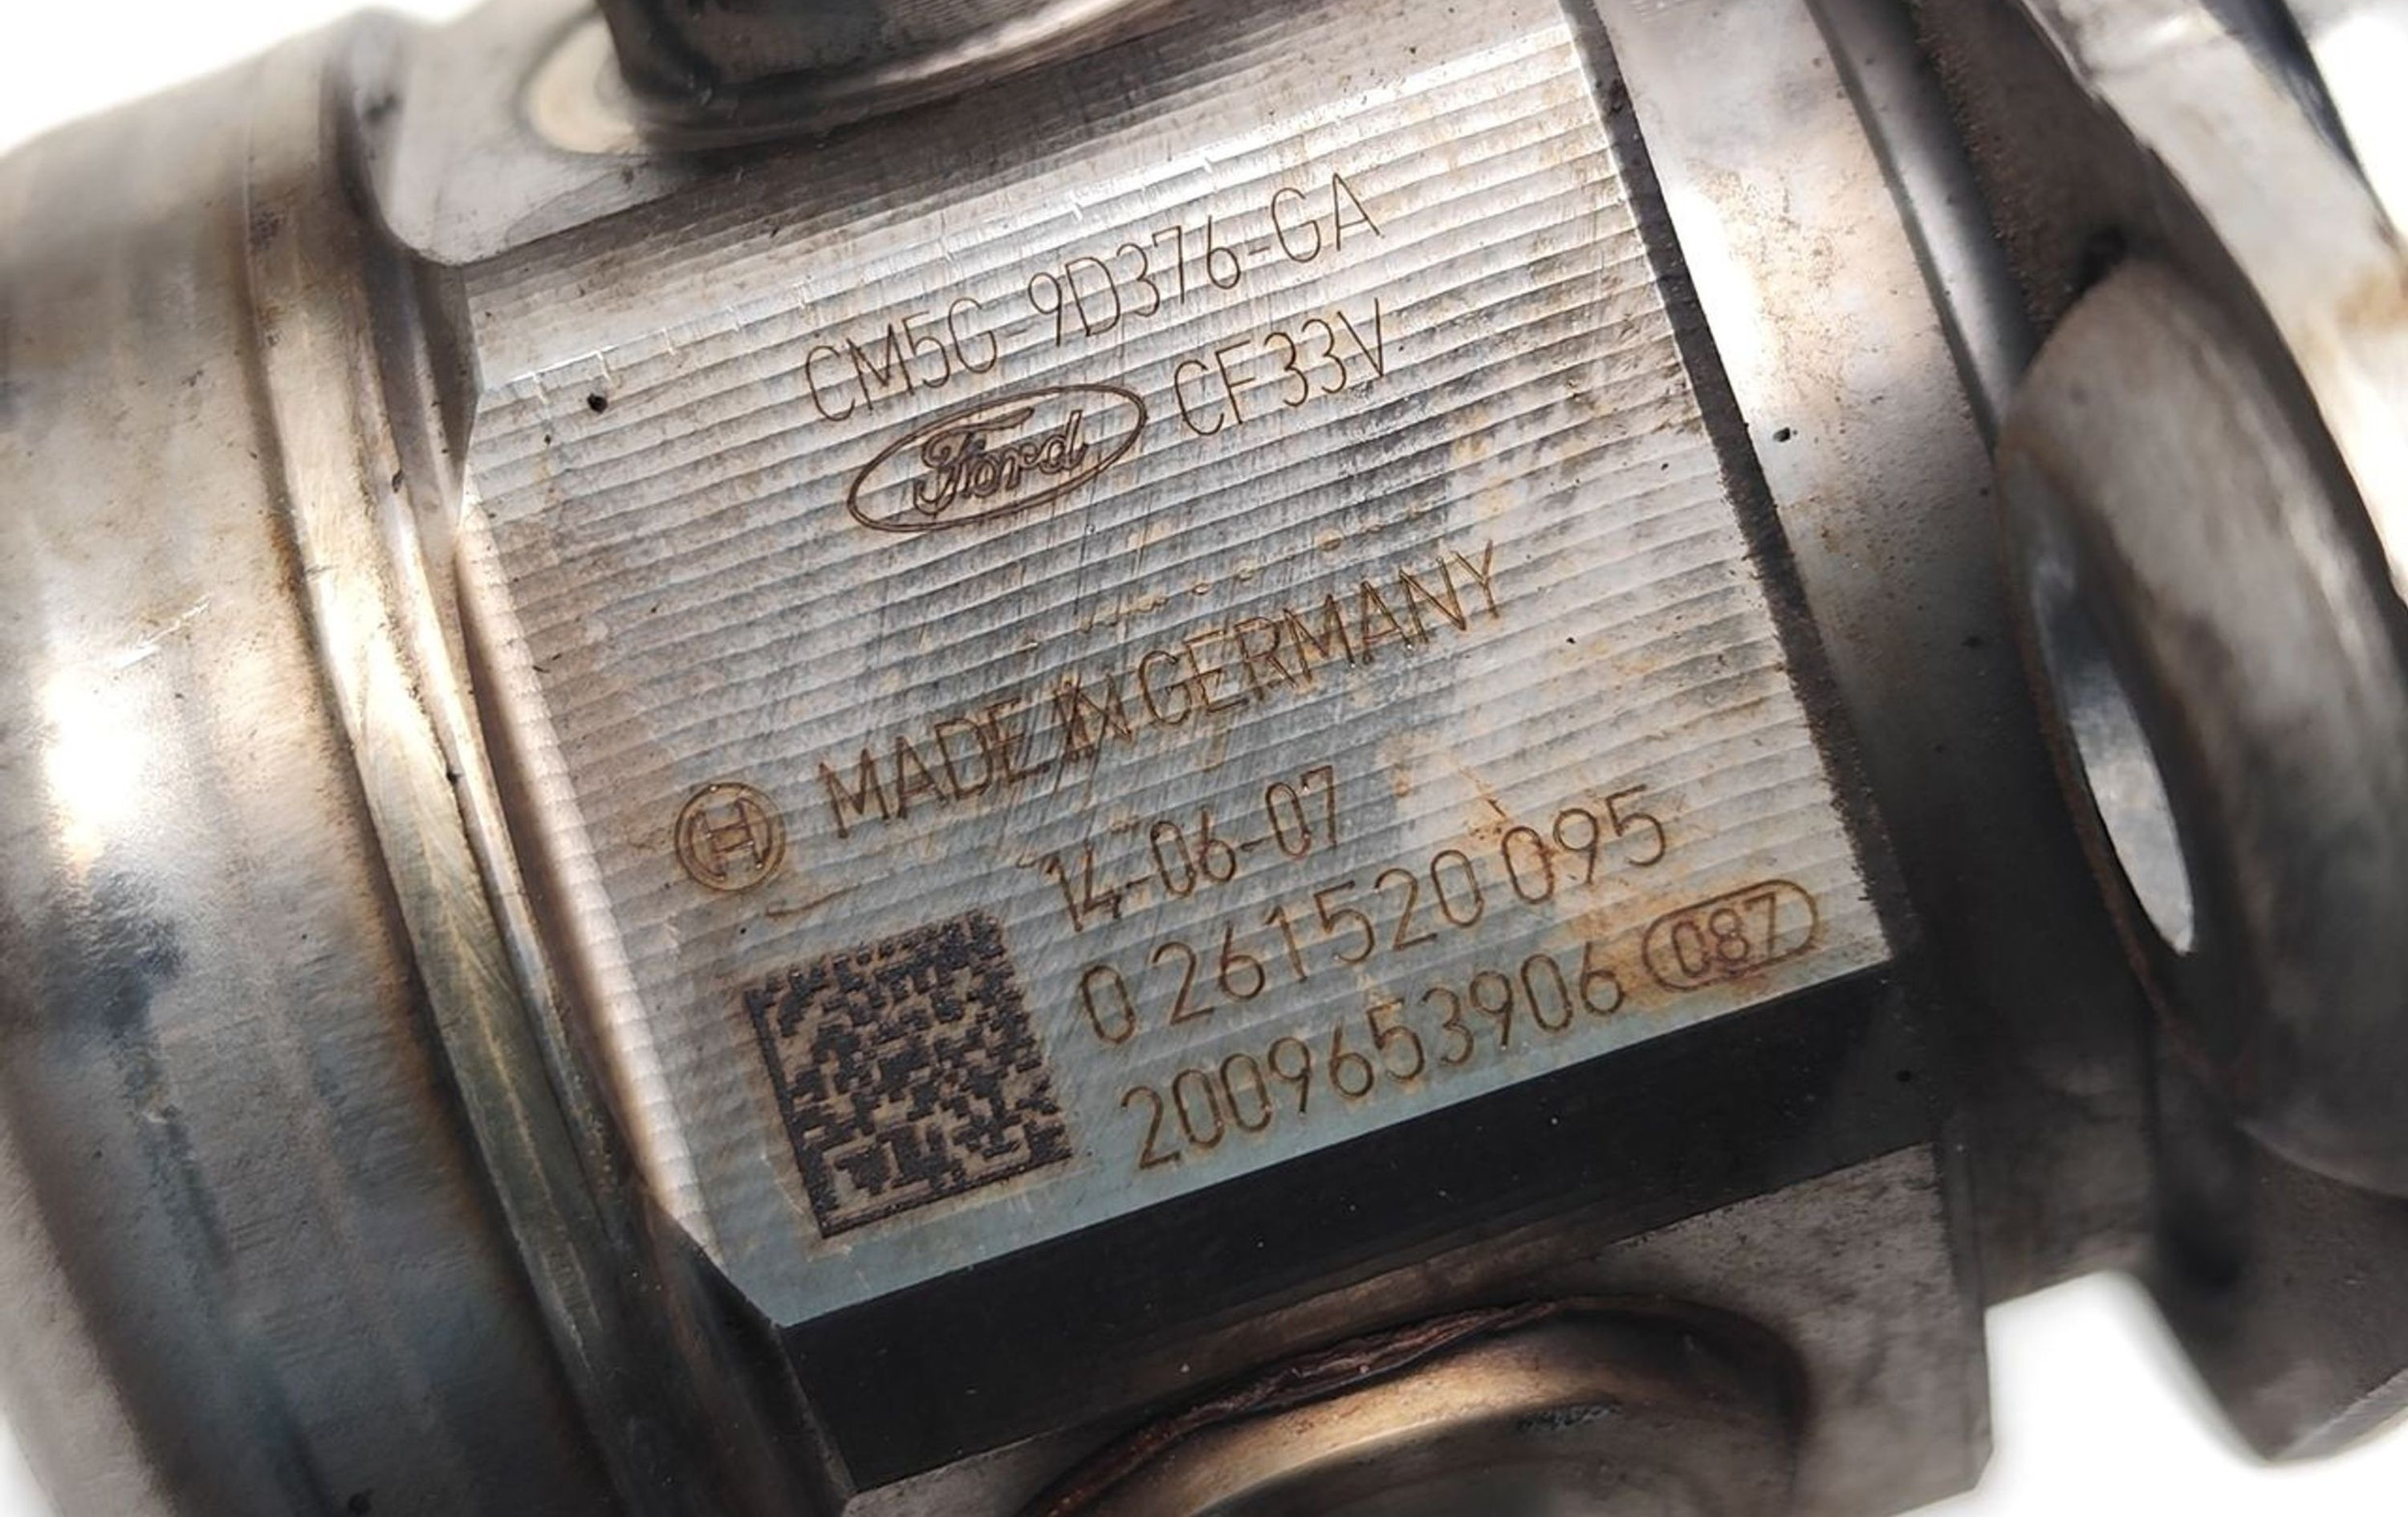 CM5G-9D376-GA
Ford CF33V
MADE IN GERMANY
14-06-07
0 261 520 095
2009653906 087